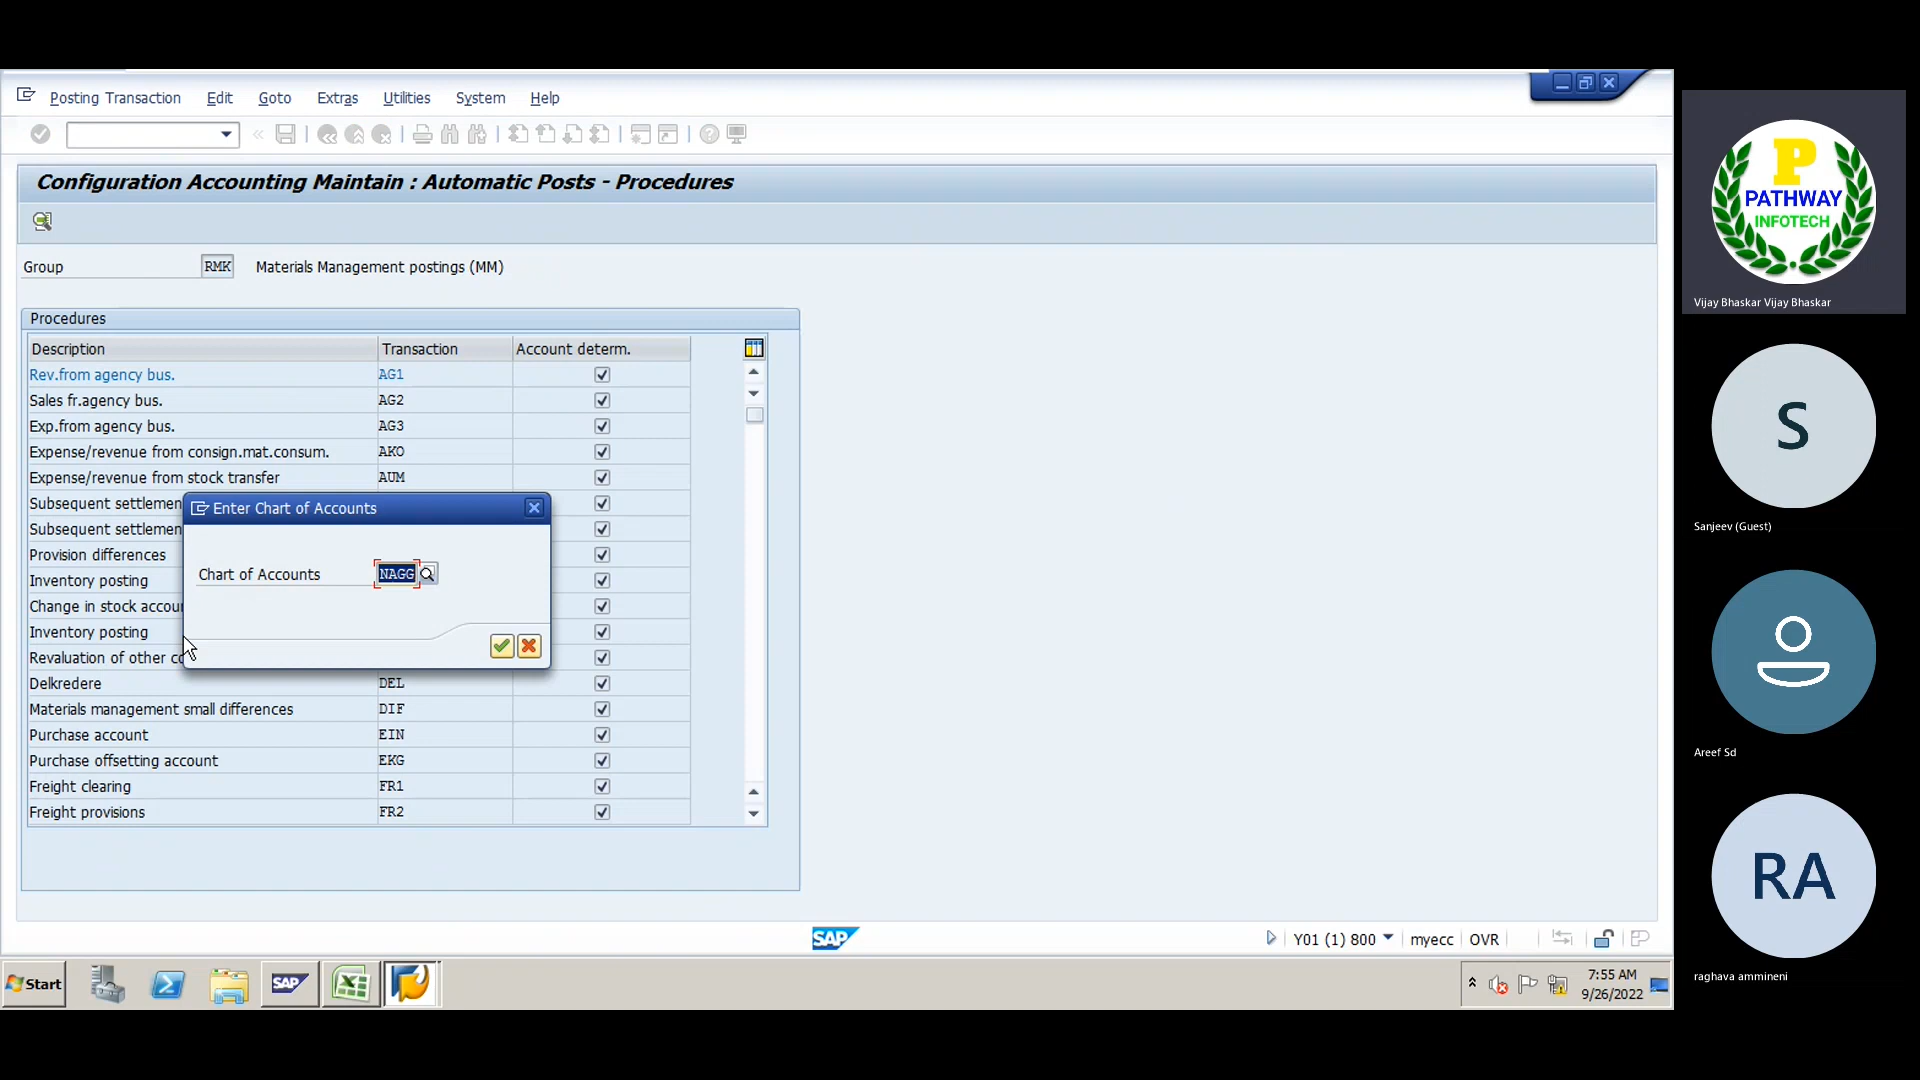 Posting Transaction Edit Goto Extras Utilities System Help
Configuration Accounting Maintain : Automatic Posts - Procedures
Group RMK Materials Management postings (MM)
Procedures
Description Transaction Account determ.
Rev.from agency bus. AG1
Sales fr.agency bus. AG2
Exp.from agency bus. AG3
Expense/revenue from consign.mat.consum. AKO
Expense/revenue from stock transfer AUM
Subsequent settlemen
Subsequent settlemen
Provision differences
Inventory posting
Change in stock accou
Inventory posting
Revaluation of other co
Enter Chart of Accounts
Chart of Accounts NAGG
Delkredere DEL
Materials management small differences DIF
Purchase account EIN
Purchase offsetting account EKG
Freight clearing FR1
Freight provisions FR2
SAP
Y01 (1) 800 myecc OVR
Start
SAP
7:55 AM
9/26/2022
P
PATHWAY
INFOTECH
Vijay Bhaskar Vijay Bhaskar
S
Sanjeev (Guest)
Areef Sd
RA
raghava ammineni